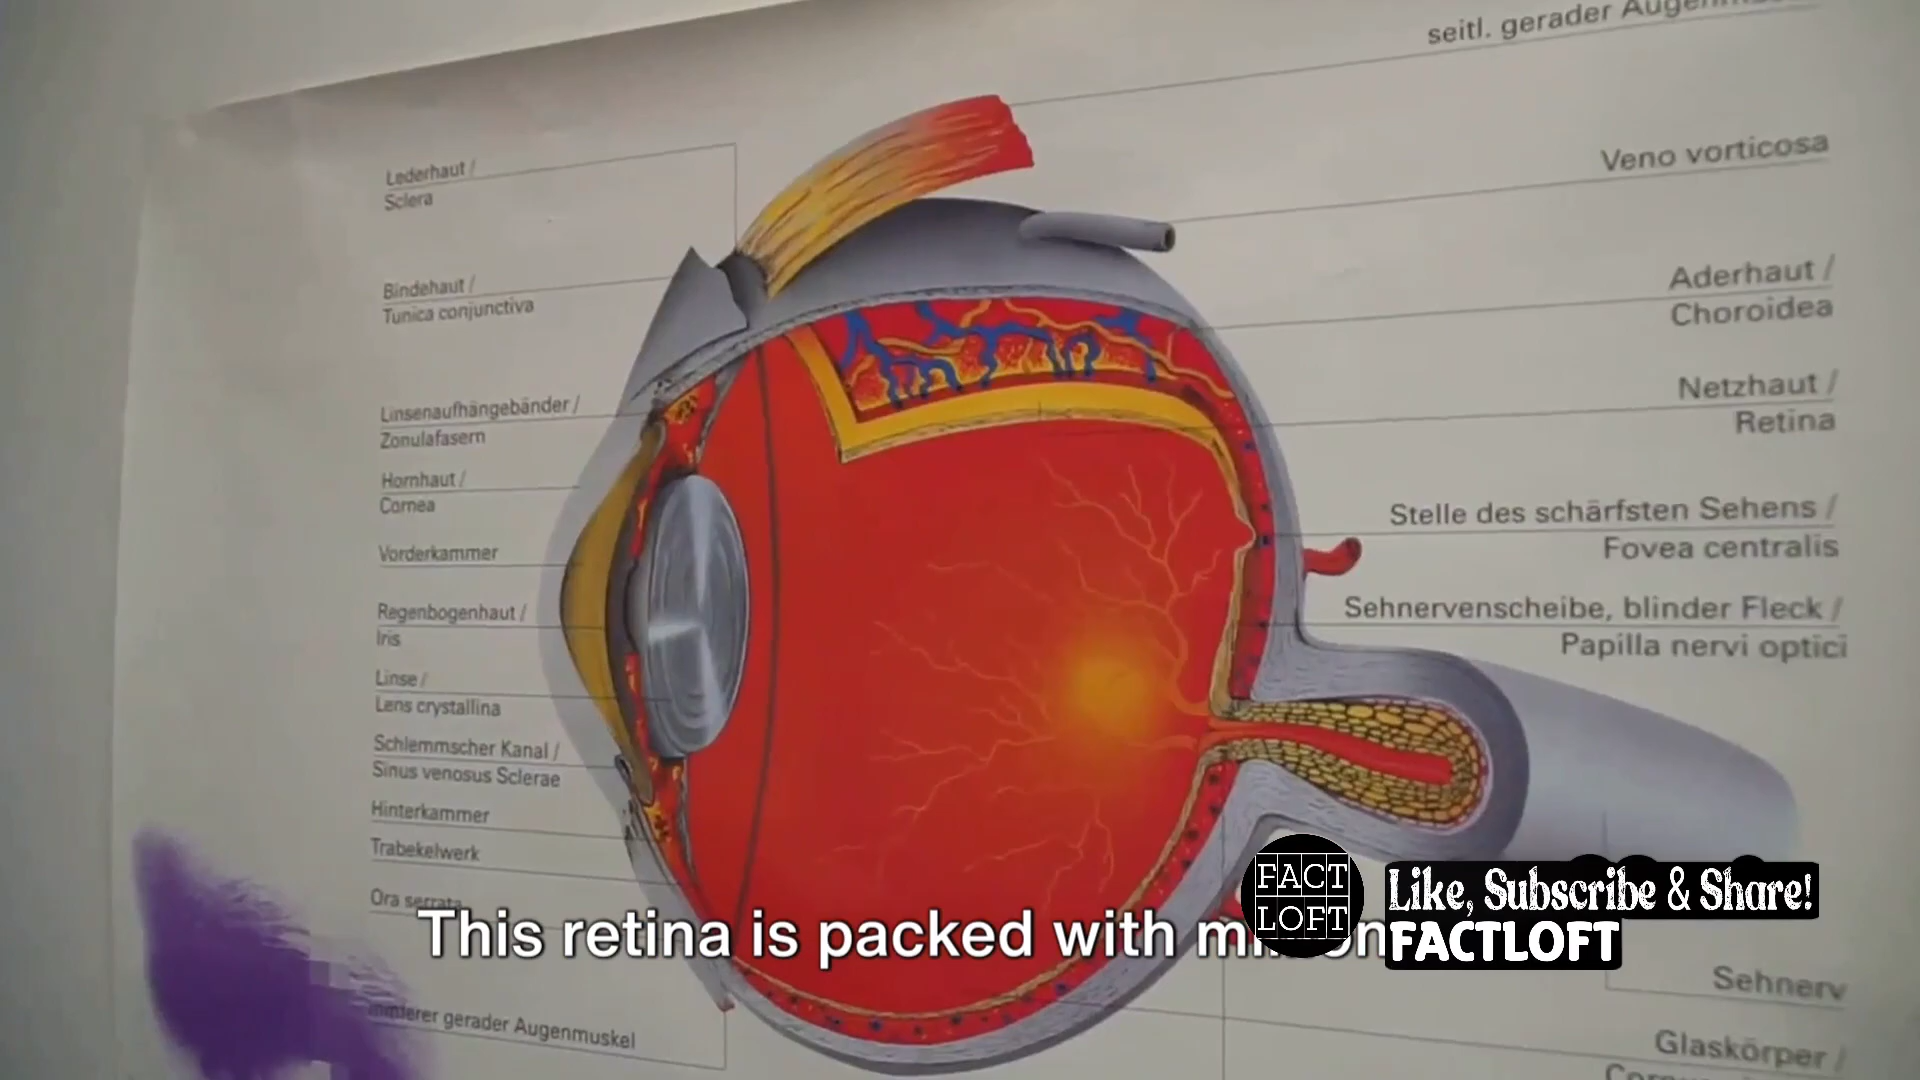 seitl. gerader
Veno vorticosa
Aderhaut /
Choroidea
Netzhaut /
Retina
Stelle des schärfsten Sehens /
Fovea centralis
Sehnervenscheibe, blinder Fleck /
Papilla nervi optici
Sehnerv
Glaskörper /
Lederhaut /
Sclera
Bindehaut /
Tunica conjunctiva
Linsenaufhängebänder /
Zonulafasern
Hornhaut /
Cornea
Vorderkammer
Regenbogenhaut /
Iris
Linse /
Lens crystallina
Schlemmscher Kanal /
Sinus venosus Sclerae
Hinterkammer
Trabekelwerk
Ora serrata
gerader Augenmuskel
This retina is packed with
FACT
LOFT
Like, Subscribe & Share!
FACTLOFT